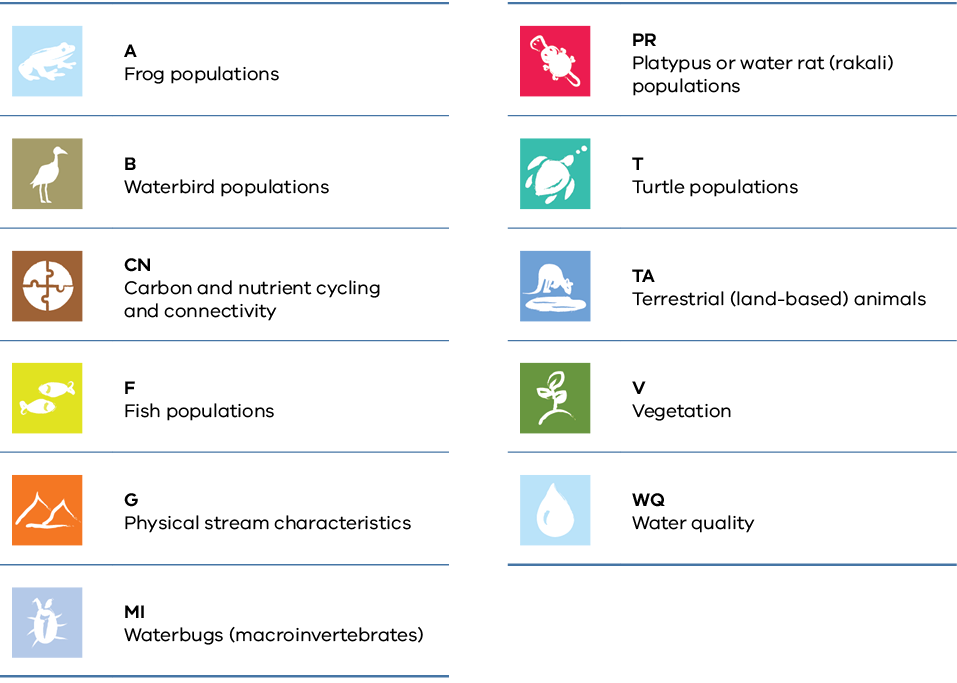 A
Frog populations
B
Waterbird populations
CN
Carbon and nutrient cycling
and connectivity
F
Fish populations
G
Physical stream characteristics
MI
Waterbugs (macroinvertebrates)
PR
Platypus or water rat (rakali)
populations
T
Turtle populations
TA
Terrestrial (land-based) animals
V
Vegetation
WQ
Water quality